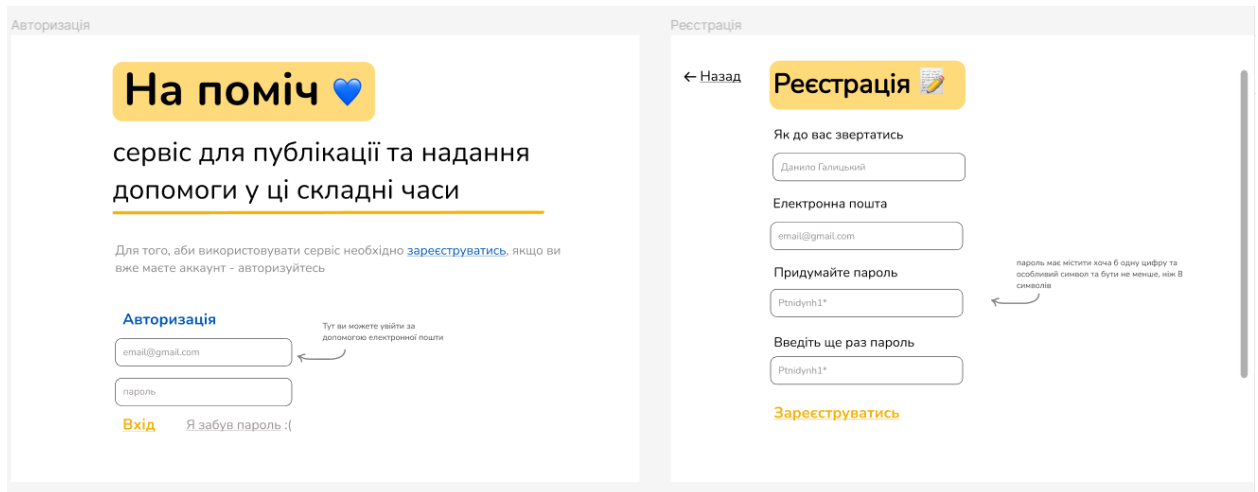 Авторизація
На поміч 💙
сервіс для публікації та надання
допомоги у ці складні часи
Для того, аби використовувати сервіс необхідно зареєструватись, якщо ви
вже маєте аккаунт - авторизуйтесь
Авторизація
Тут ви можете увійти за
допомогою електронної пошти
email@gmail.com
пароль
Вхід
Я забув пароль :(
Реєстрація
← Назад
Реєстрація 📝
Як до вас звертатись
Данило Галицький
Електронна пошта
email@gmail.com
Придумайте пароль
пароль має містити хоча б одну цифру та
особливий символ та бути не менше, ніж 8
символів
Ptnidynh1*
Введіть ще раз пароль
Ptnidynh1*
Зареєструватись